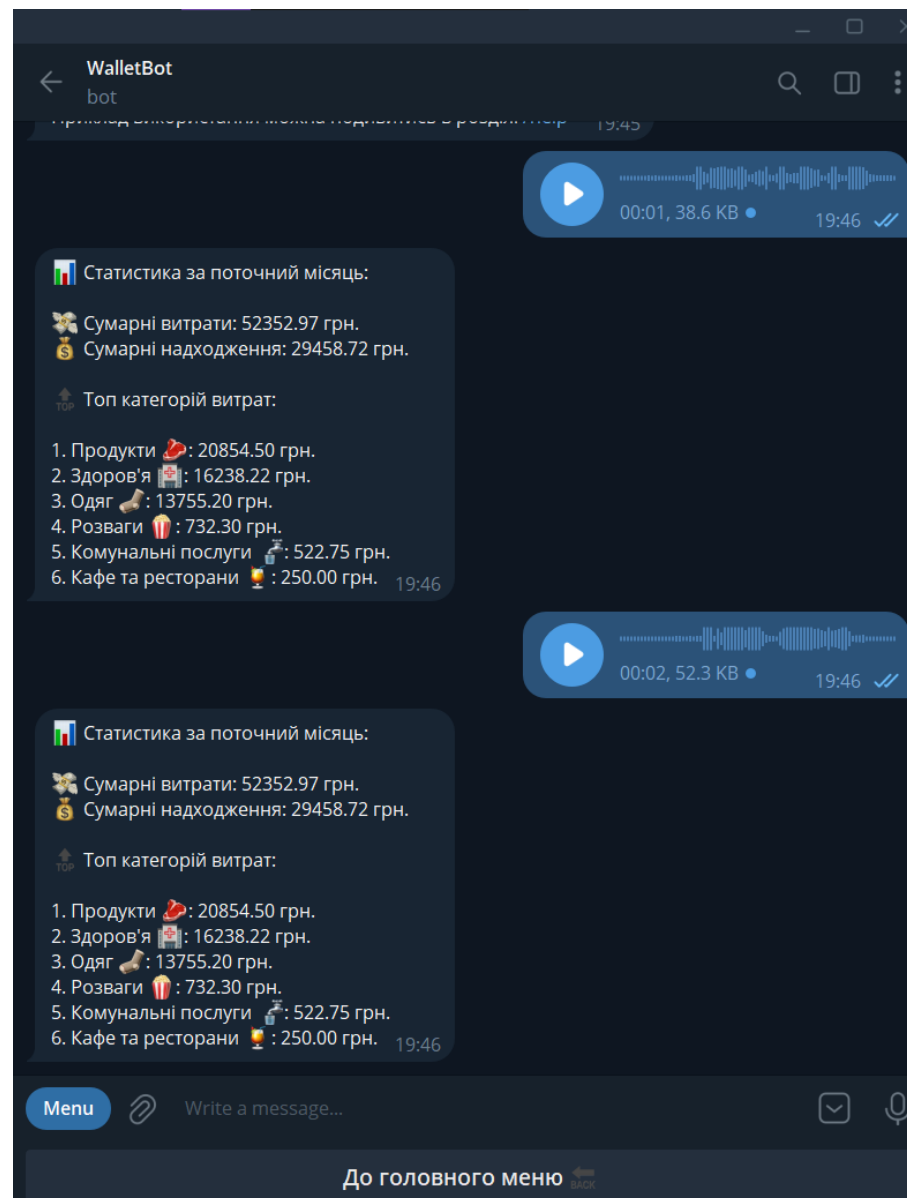 WalletBot
bot
Приклад використання можна подивитись в розділі /help 19:45
00:01, 38.6 KB 19:46
📊 Статистика за поточний місяць:
💸 Сумарні витрати: 52352.97 грн.
💰 Сумарні надходження: 29458.72 грн.
🔝 Топ категорій витрат:
1. Продукти 🥩: 20854.50 грн.
2. Здоров'я 🏥: 16238.22 грн.
3. Одяг 🧦: 13755.20 грн.
4. Розваги 🍿: 732.30 грн.
5. Комунальні послуги 🚰: 522.75 грн.
6. Кафе та ресторани 🍹: 250.00 грн. 19:46
00:02, 52.3 KB 19:46
📊 Статистика за поточний місяць:
💸 Сумарні витрати: 52352.97 грн.
💰 Сумарні надходження: 29458.72 грн.
🔝 Топ категорій витрат:
1. Продукти 🥩: 20854.50 грн.
2. Здоров'я 🏥: 16238.22 грн.
3. Одяг 🧦: 13755.20 грн.
4. Розваги 🍿: 732.30 грн.
5. Комунальні послуги 🚰: 522.75 грн.
6. Кафе та ресторани 🍹: 250.00 грн. 19:46
Menu Write a message...
До головного меню 🔙